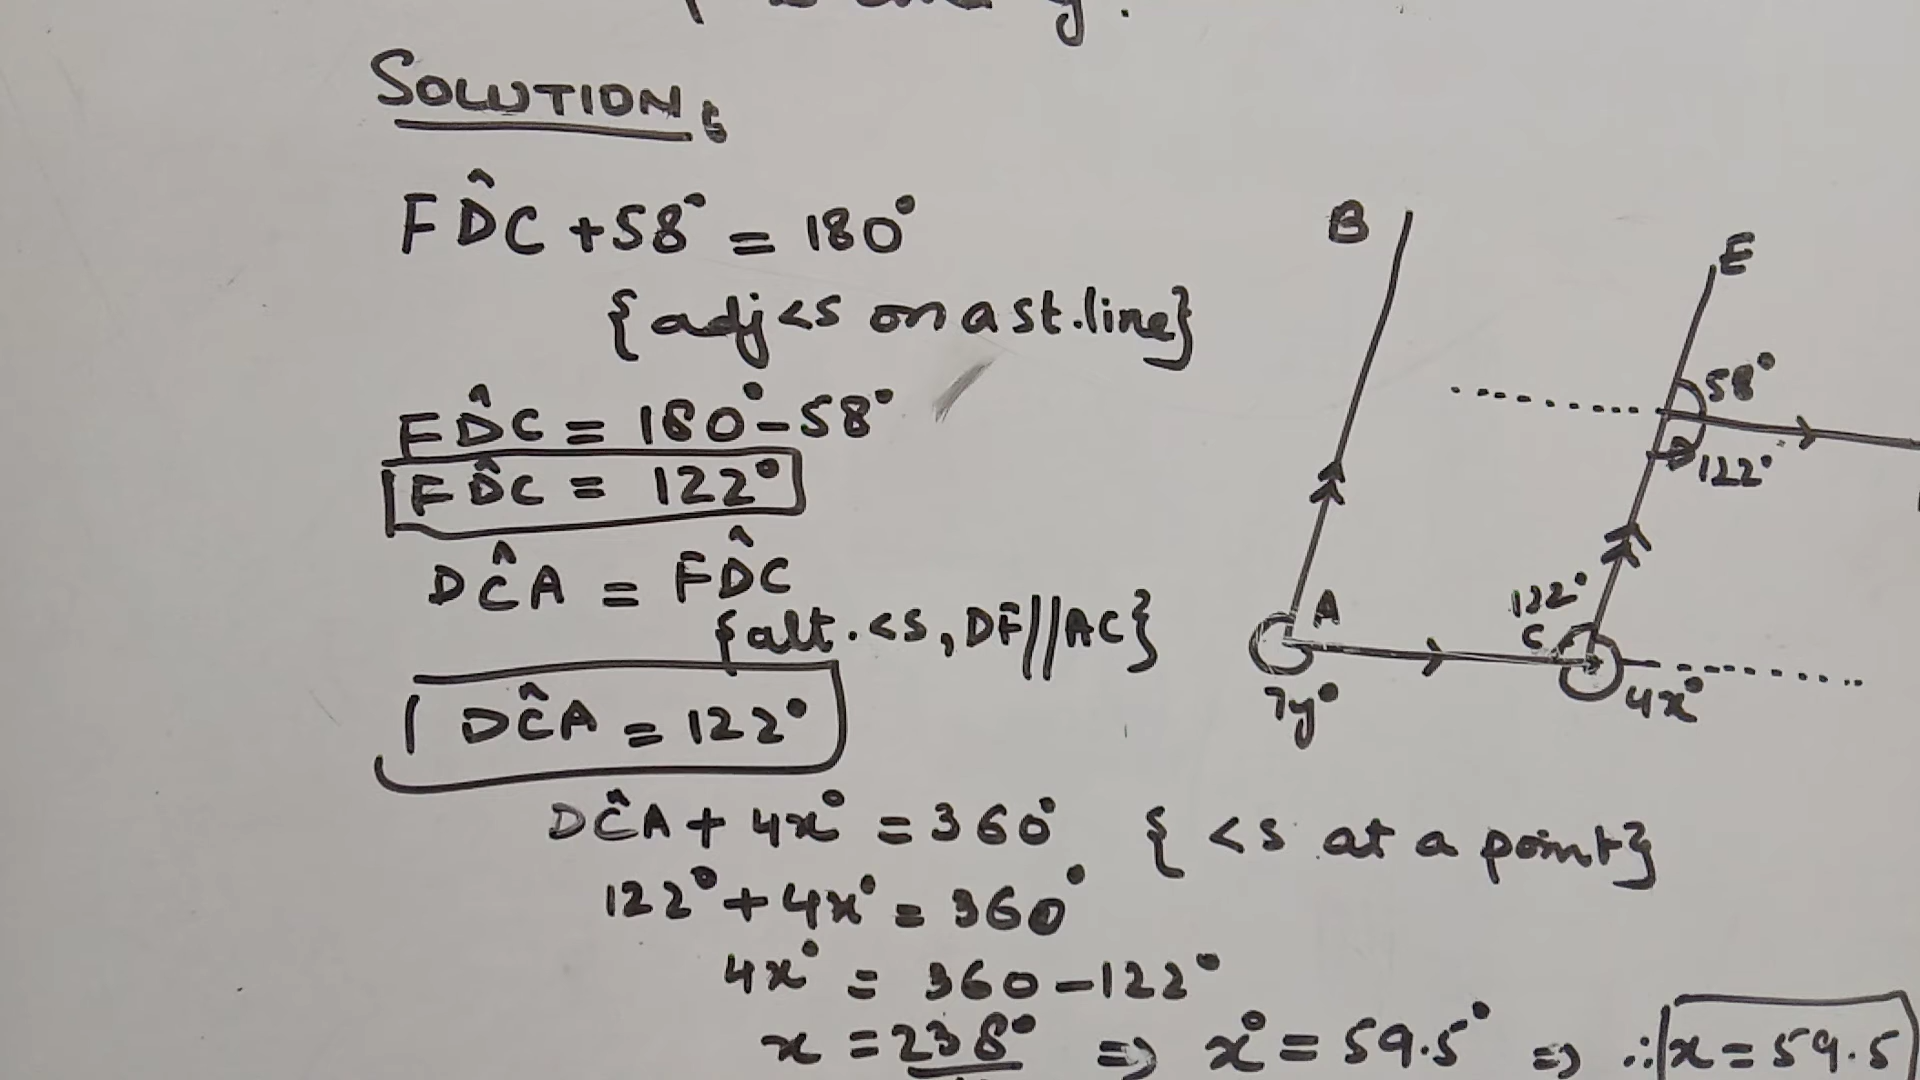 SOLUTION:
FD̂C + 58° = 180°
{adj <s on a st. line}
FD̂C = 180° - 58°
FD̂C = 122°
DĈA = FD̂C
{alt. <s, DF//AC}
DĈA = 122°
DĈA + 4x° = 360° { <s at a point}
122° + 4x° = 360°
4x° = 360 - 122°
x = 238° ⇒ x° = 59.5° ⇒ ∴ x = 59.5
B
E
58°
122°
122°
A
C
7y°
4x°